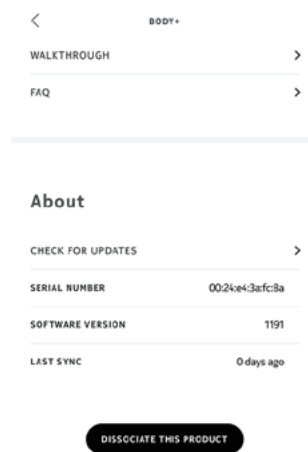 BODY+
WALKTHROUGH
FAQ
About
CHECK FOR UPDATES
SERIAL NUMBER 00:24:e4:3a:fc:8a
SOFTWARE VERSION 1191
LAST SYNC 0 days ago
DISSOCIATE THIS PRODUCT